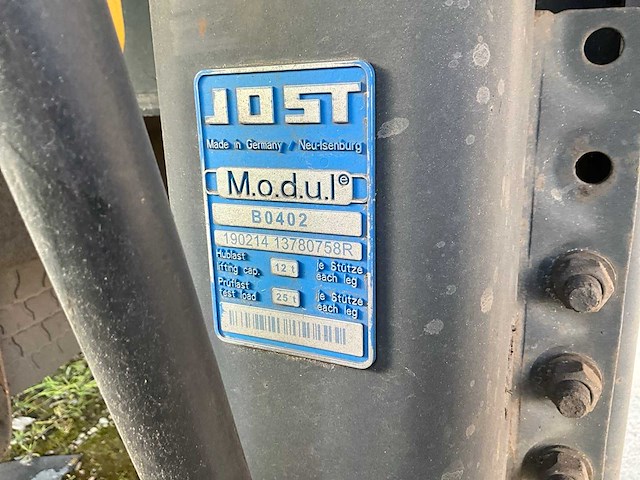 JOST
Made in Germany / Neu-Isenburg
M.o.d.u.l®
B0402
190214 13780758R
Hublast je Stütze
lifting cap. 12 t each leg
Prüflast je Stütze
test load 25 t each leg